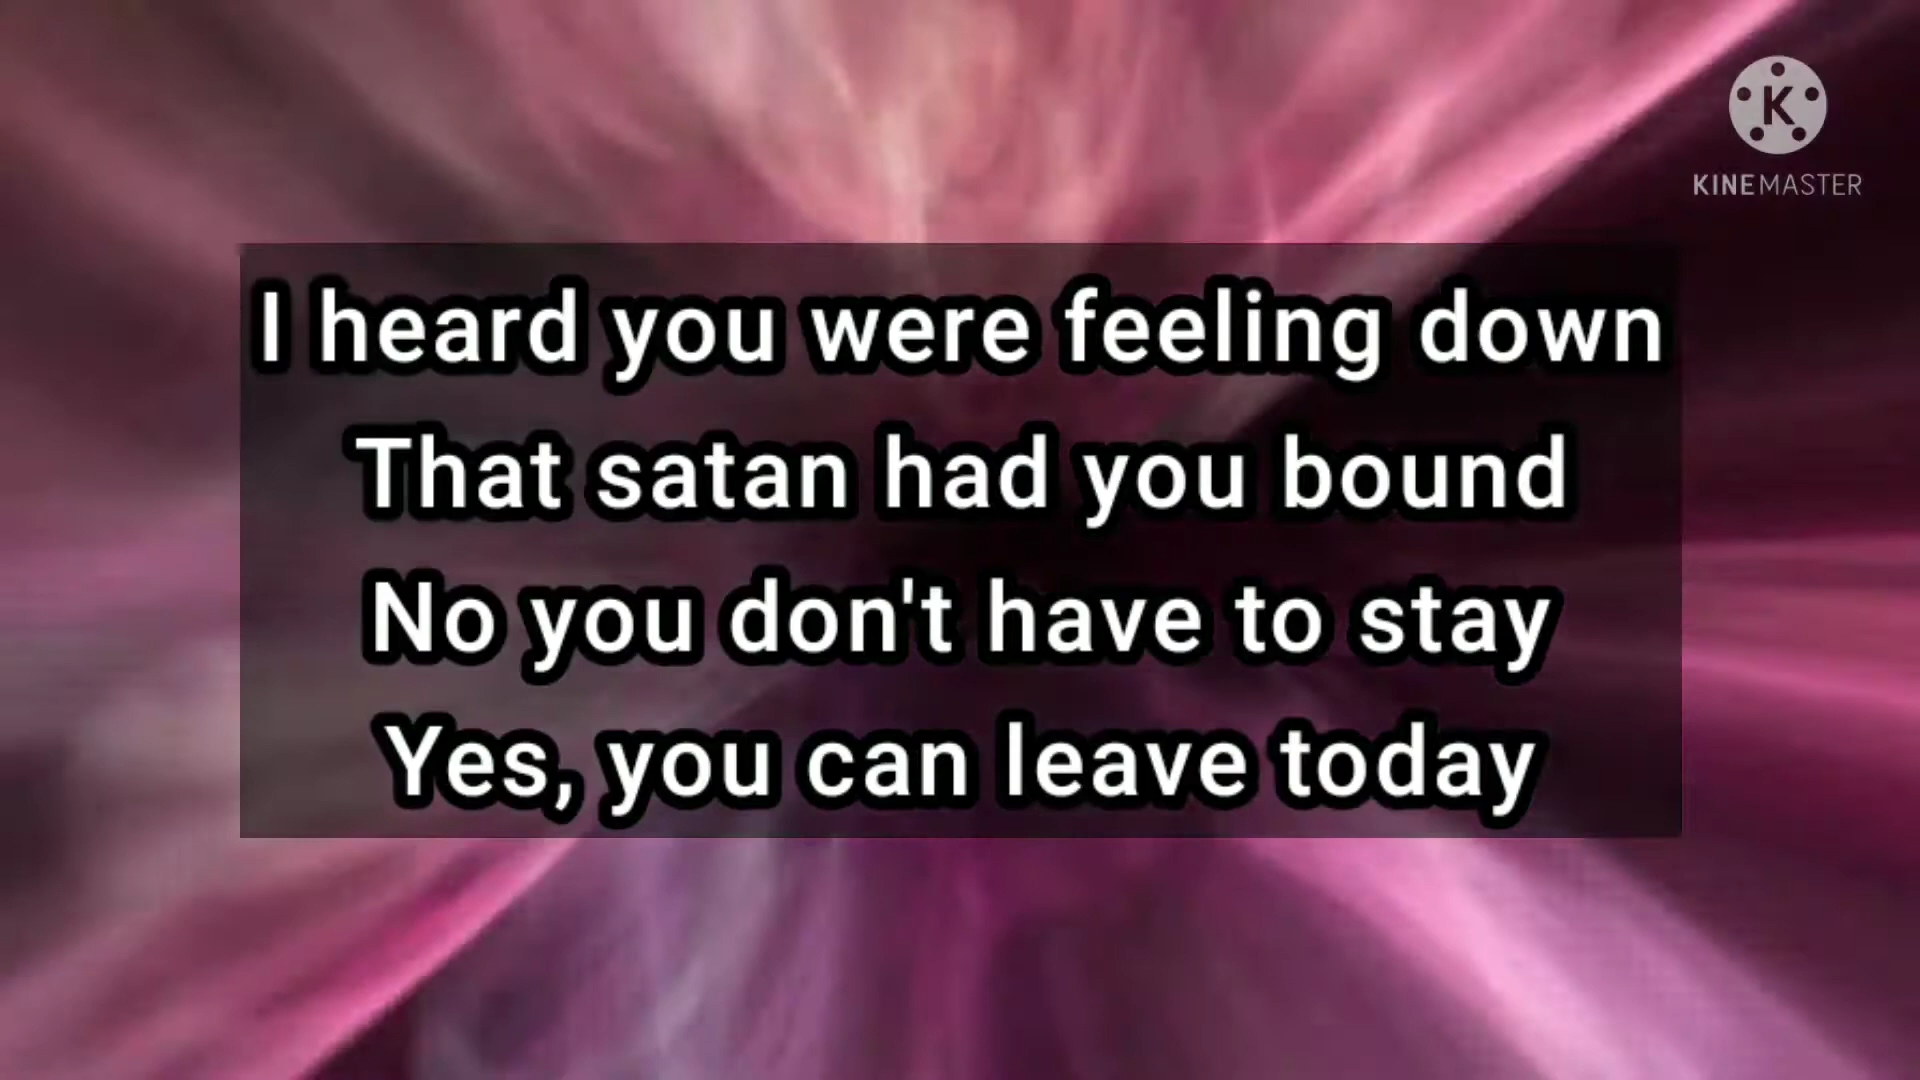 K
KINEMASTER
I heard you were feeling down
That satan had you bound
No you don't have to stay
Yes, you can leave today